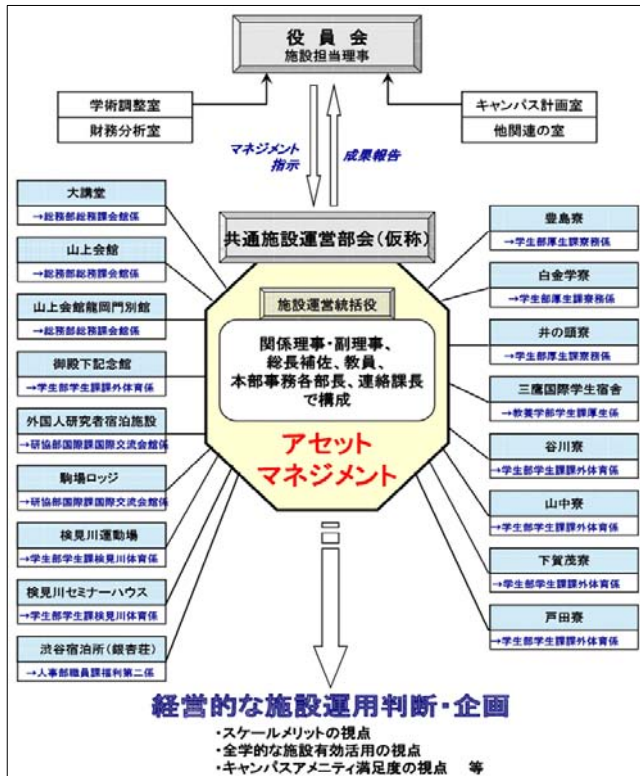 役員会
施設担当理事
学術調整室
財務分析室
キャンパス計画室
他関連の室
マネジメント
指示
成果報告
共通施設運営部会(仮称)
施設運営統括役
関係理事・副理事、
総長補佐、教員、
本部事務各部長、連絡課長
で構成
アセット
マネジメント
大講堂
→総務部総務課会館係
山上会館
→総務部総務課会館係
山上会館龍岡門別館
→総務部総務課会館係
御殿下記念館
→学生部学生課課外体育係
外国人研究者宿泊施設
→研協部国際課国際交流会館係
駒場ロッジ
→研協部国際課国際交流会館係
検見川運動場
→学生部学生課検見川体育係
検見川セミナーハウス
→学生部学生課検見川体育係
渋谷宿泊所(銀杏荘)
→人事部職員課福利第二係
豊島寮
→学生部厚生課寮務係
白金学寮
→学生部厚生課寮務係
井の頭寮
→学生部厚生課寮務係
三鷹国際学生宿舎
→教養学部学生課厚生係
谷川寮
→学生部学生課課外体育係
山中寮
→学生部学生課課外体育係
下賀茂寮
→学生部学生課課外体育係
戸田寮
→学生部学生課課外体育係
経営的な施設運用判断・企画
・スケールメリットの視点
・全学的な施設有効活用の視点
・キャンパスアメニティ満足度の視点 等